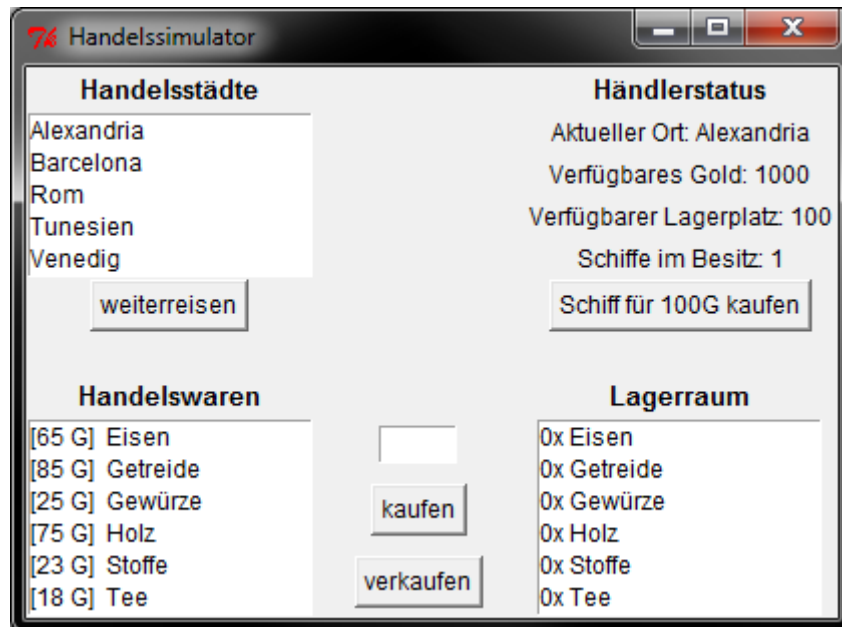 Handelssimulator
Handelsstädte
Alexandria
Barcelona
Rom
Tunesien
Venedig
weiterreisen
Händlerstatus
Aktueller Ort: Alexandria
Verfügbares Gold: 1000
Verfügbarer Lagerplatz: 100
Schiffe im Besitz: 1
Schiff für 100G kaufen
Handelswaren
[65 G] Eisen
[85 G] Getreide
[25 G] Gewürze
[75 G] Holz
[23 G] Stoffe
[18 G] Tee
kaufen
verkaufen
Lagerraum
0x Eisen
0x Getreide
0x Gewürze
0x Holz
0x Stoffe
0x Tee